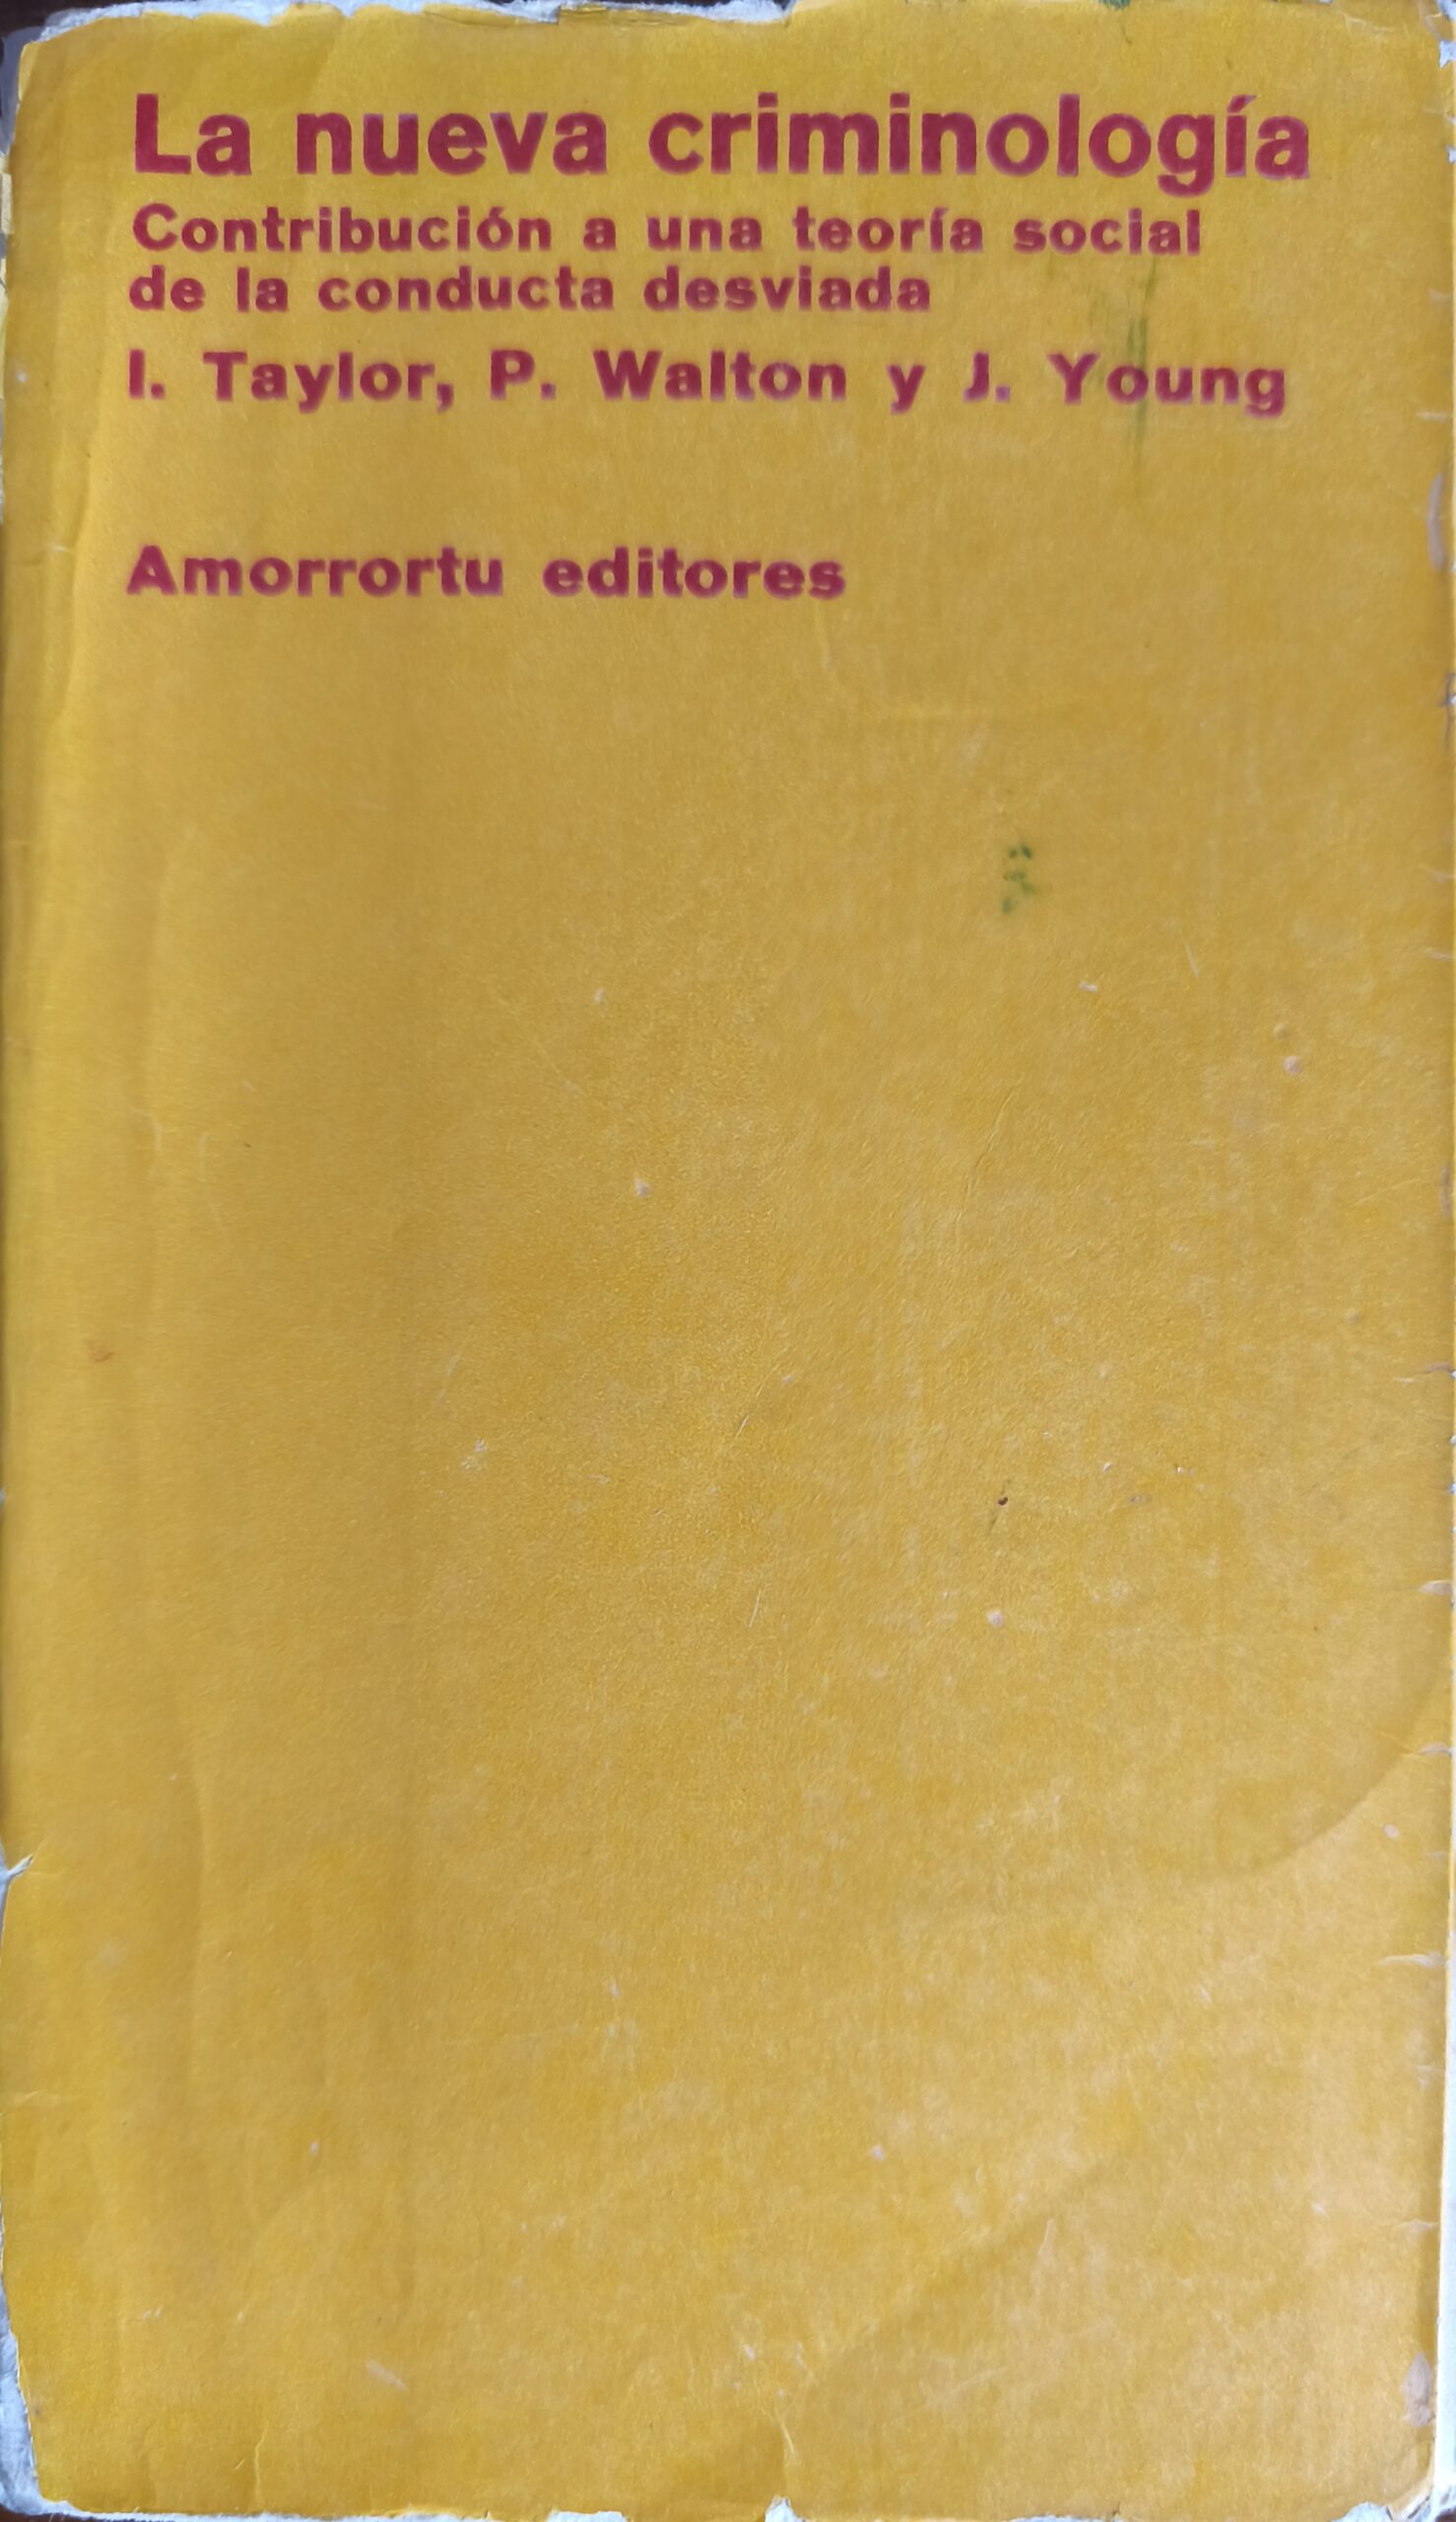 La nueva criminología
Contribución a una teoría social
de la conducta desviada
I. Taylor, P. Walton y J. Young
Amorrortu editores